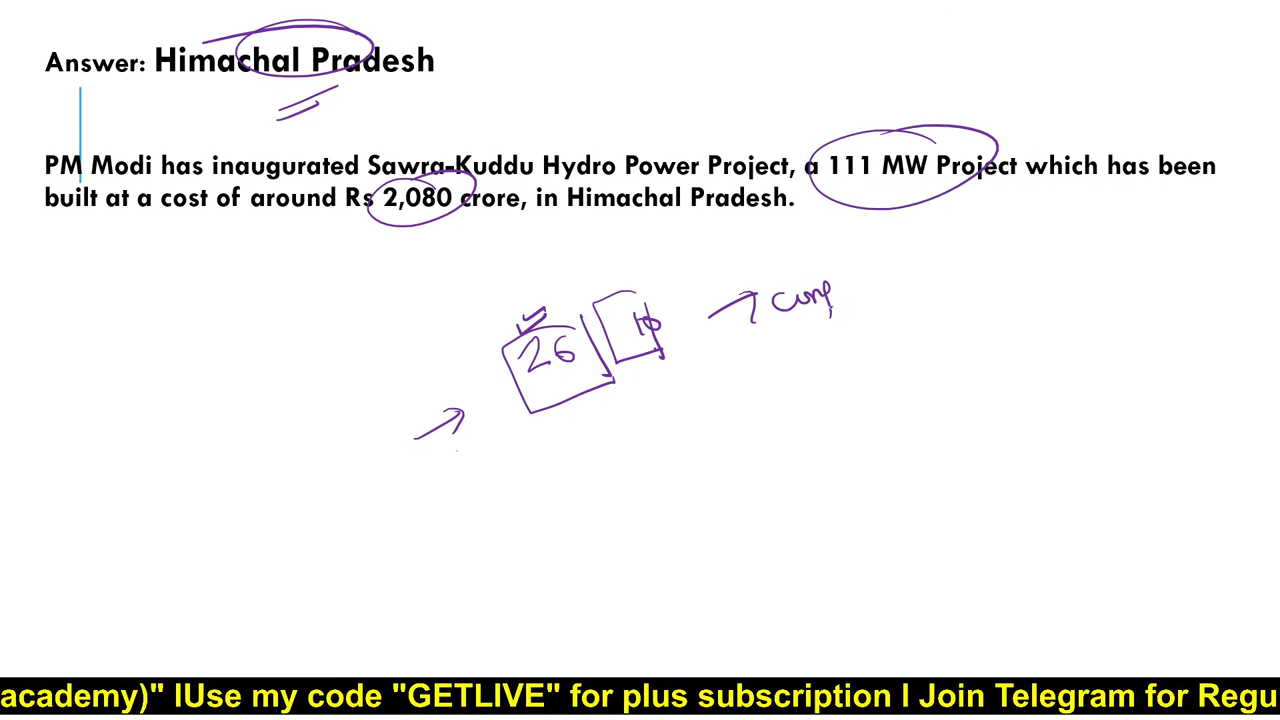 Answer: Himachal Pradesh
PM Modi has inaugurated Sawra-Kuddu Hydro Power Project, a 111 MW Project which has been
built at a cost of around Rs 2,080 crore, in Himachal Pradesh.
26
academy)" lUse my code "GETLIVE" for plus subscription l Join Telegram for Regu